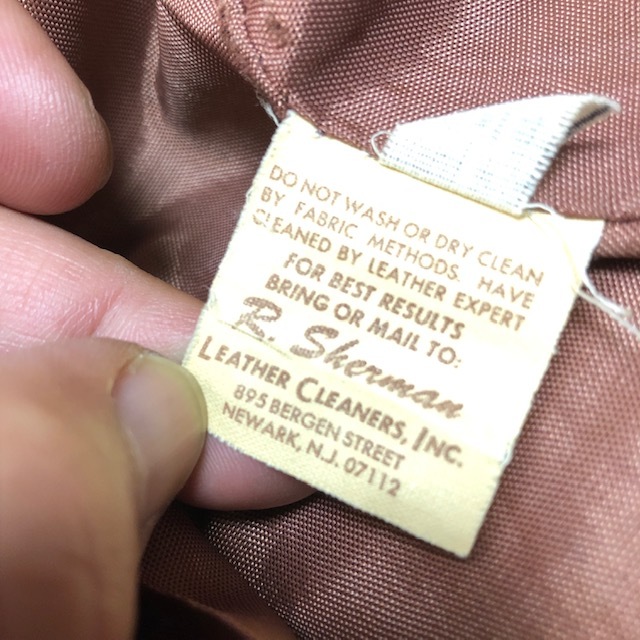 DO NOT WASH OR DRY CLEAN
BY FABRIC METHODS. HAVE
CLEANED BY LEATHER EXPERT
FOR BEST RESULTS
BRING OR MAIL TO:
R. Sherman
LEATHER CLEANERS, INC.
895 BERGEN STREET
NEWARK, N.J. 07112